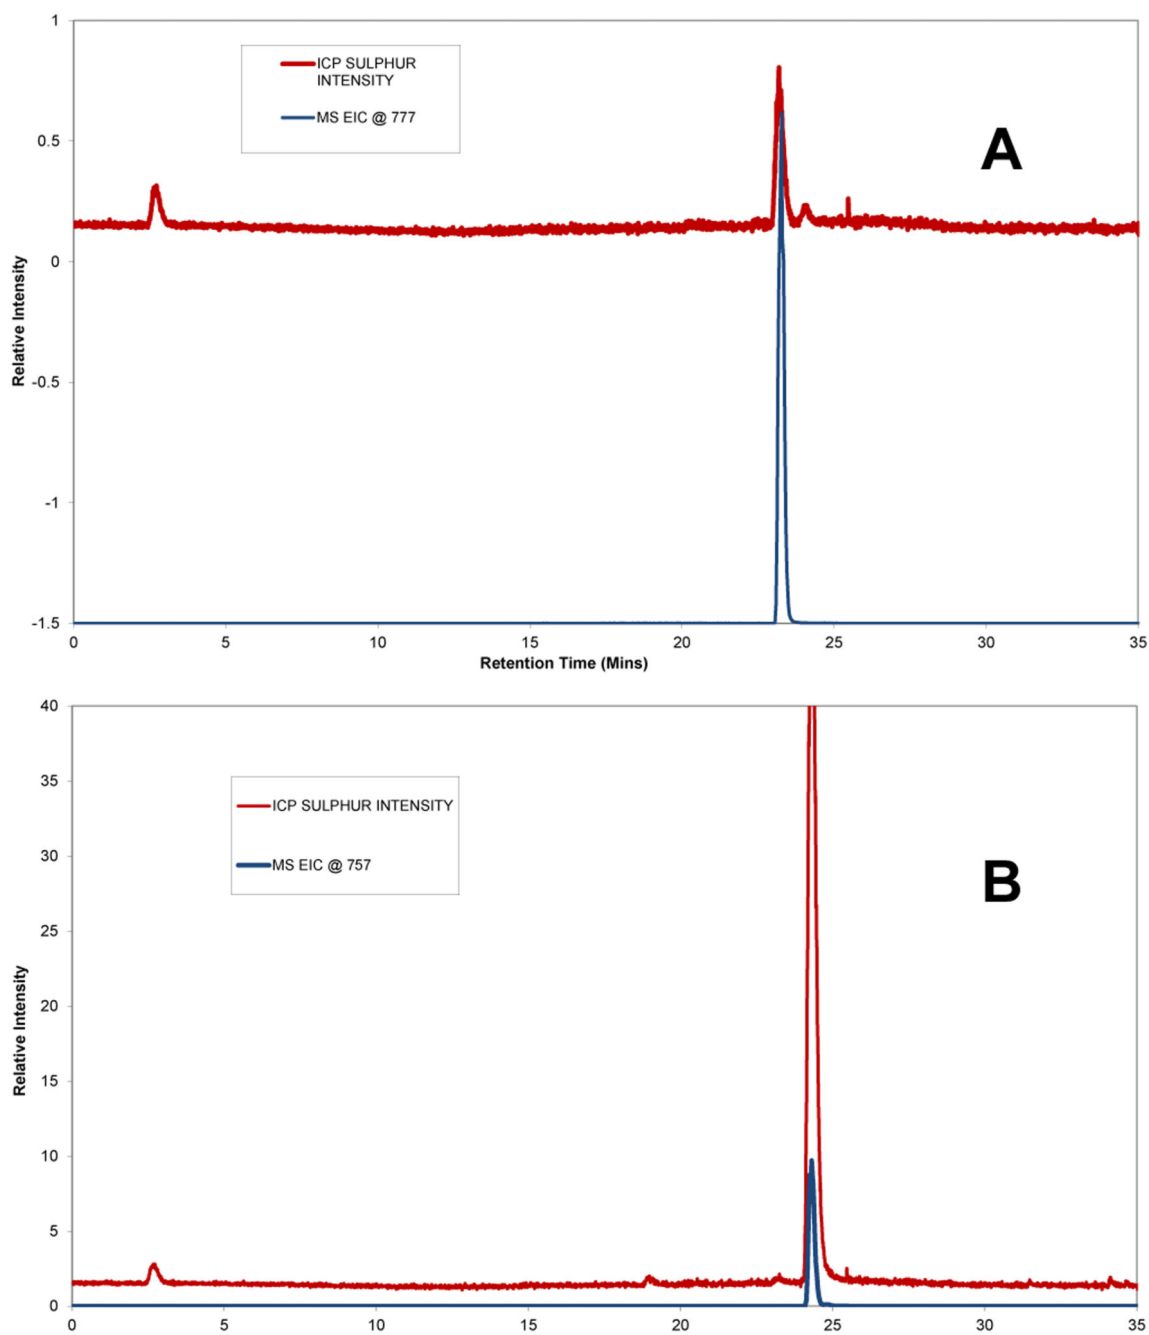 1
ICP SULPHUR
INTENSITY
MS EIC @ 777
0.5
A
0
Relative Intensity
-0.5
-1
-1.5
0 5 10 15 20 25 30 35
Retention Time (Mins)
40
35
ICP SULPHUR INTENSITY
30
MS EIC @ 757
B
25
Relative Intensity
20
15
10
5
0
0 5 10 15 20 25 30 35